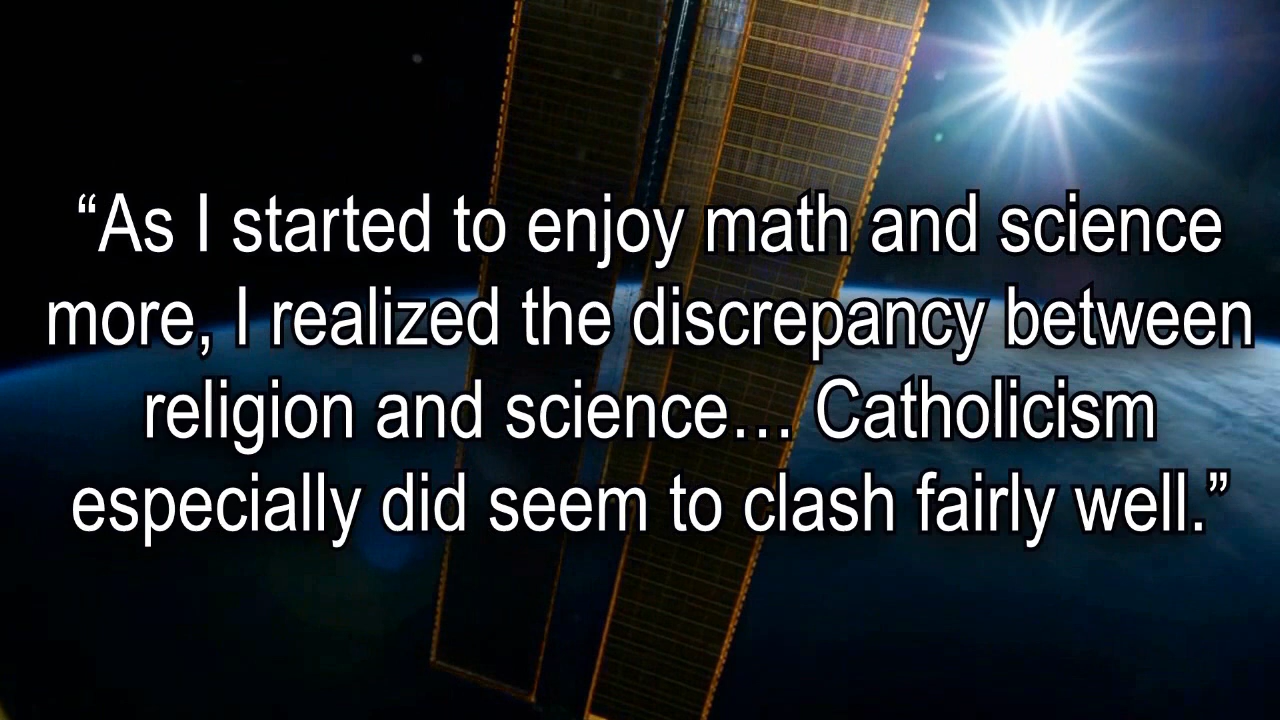 “As I started to enjoy math and science
more, I realized the discrepancy between
religion and science… Catholicism
especially did seem to clash fairly well.”